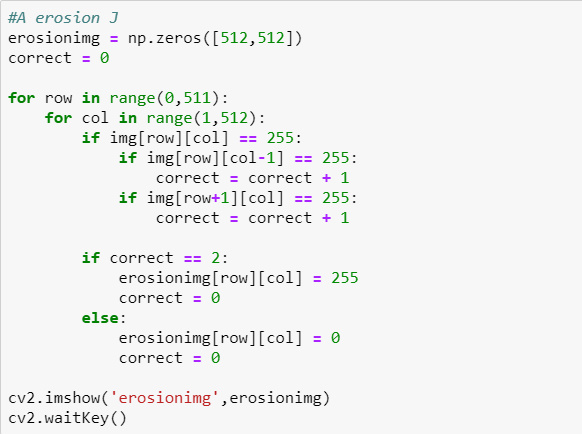 #A erosion J
erosionimg = np.zeros([512,512])
correct = 0

for row in range(0,511):
    for col in range(1,512):
        if img[row][col] == 255:
            if img[row][col-1] == 255:
                correct = correct + 1
            if img[row+1][col] == 255:
                correct = correct + 1

        if correct == 2:
            erosionimg[row][col] = 255
            correct = 0
        else:
            erosionimg[row][col] = 0
            correct = 0

cv2.imshow('erosionimg',erosionimg)
cv2.waitKey()